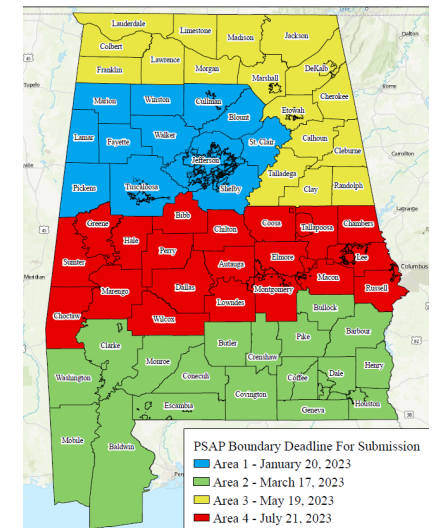 Lauderdale
Limestone
Madison
Jackson
Colbert
Dalton
Lawrence
Franklin
Morgan
DeKalb
Marshall
Tupelo
Rome
Cherokee
Marion
Winston
Cullman
Etowah
Blount
Walker
Calhoun
Lamar
Fayette
St. Clair
Cleburne
Carrollton
Jefferson
Talladega
Pickens
Tuscaloosa
Shelby
Clay
Randolph
Lagrange
Bibb
Greene
Chilton
Coosa
Tallapoosa
Chambers
Hale
Perry
Sumter
Autauga
Elmore
Lee
Columbus
Meridian
Dallas
Macon
Marengo
Montgomery
Russell
Lowndes
Choctaw
Wilcox
Bullock
Clarke
Butler
Pike
Barbour
Monroe
Crenshaw
Henry
Washington
Conecuh
Coffee
Dale
Covington
Escambia
Houston
Geneva
Mobile
Baldwin
PSAP Boundary Deadline For Submission
Area 1 - January 20, 2023
Area 2 - March 17, 2023
Area 3 - May 19, 2023
Area 4 - July 21, 2023